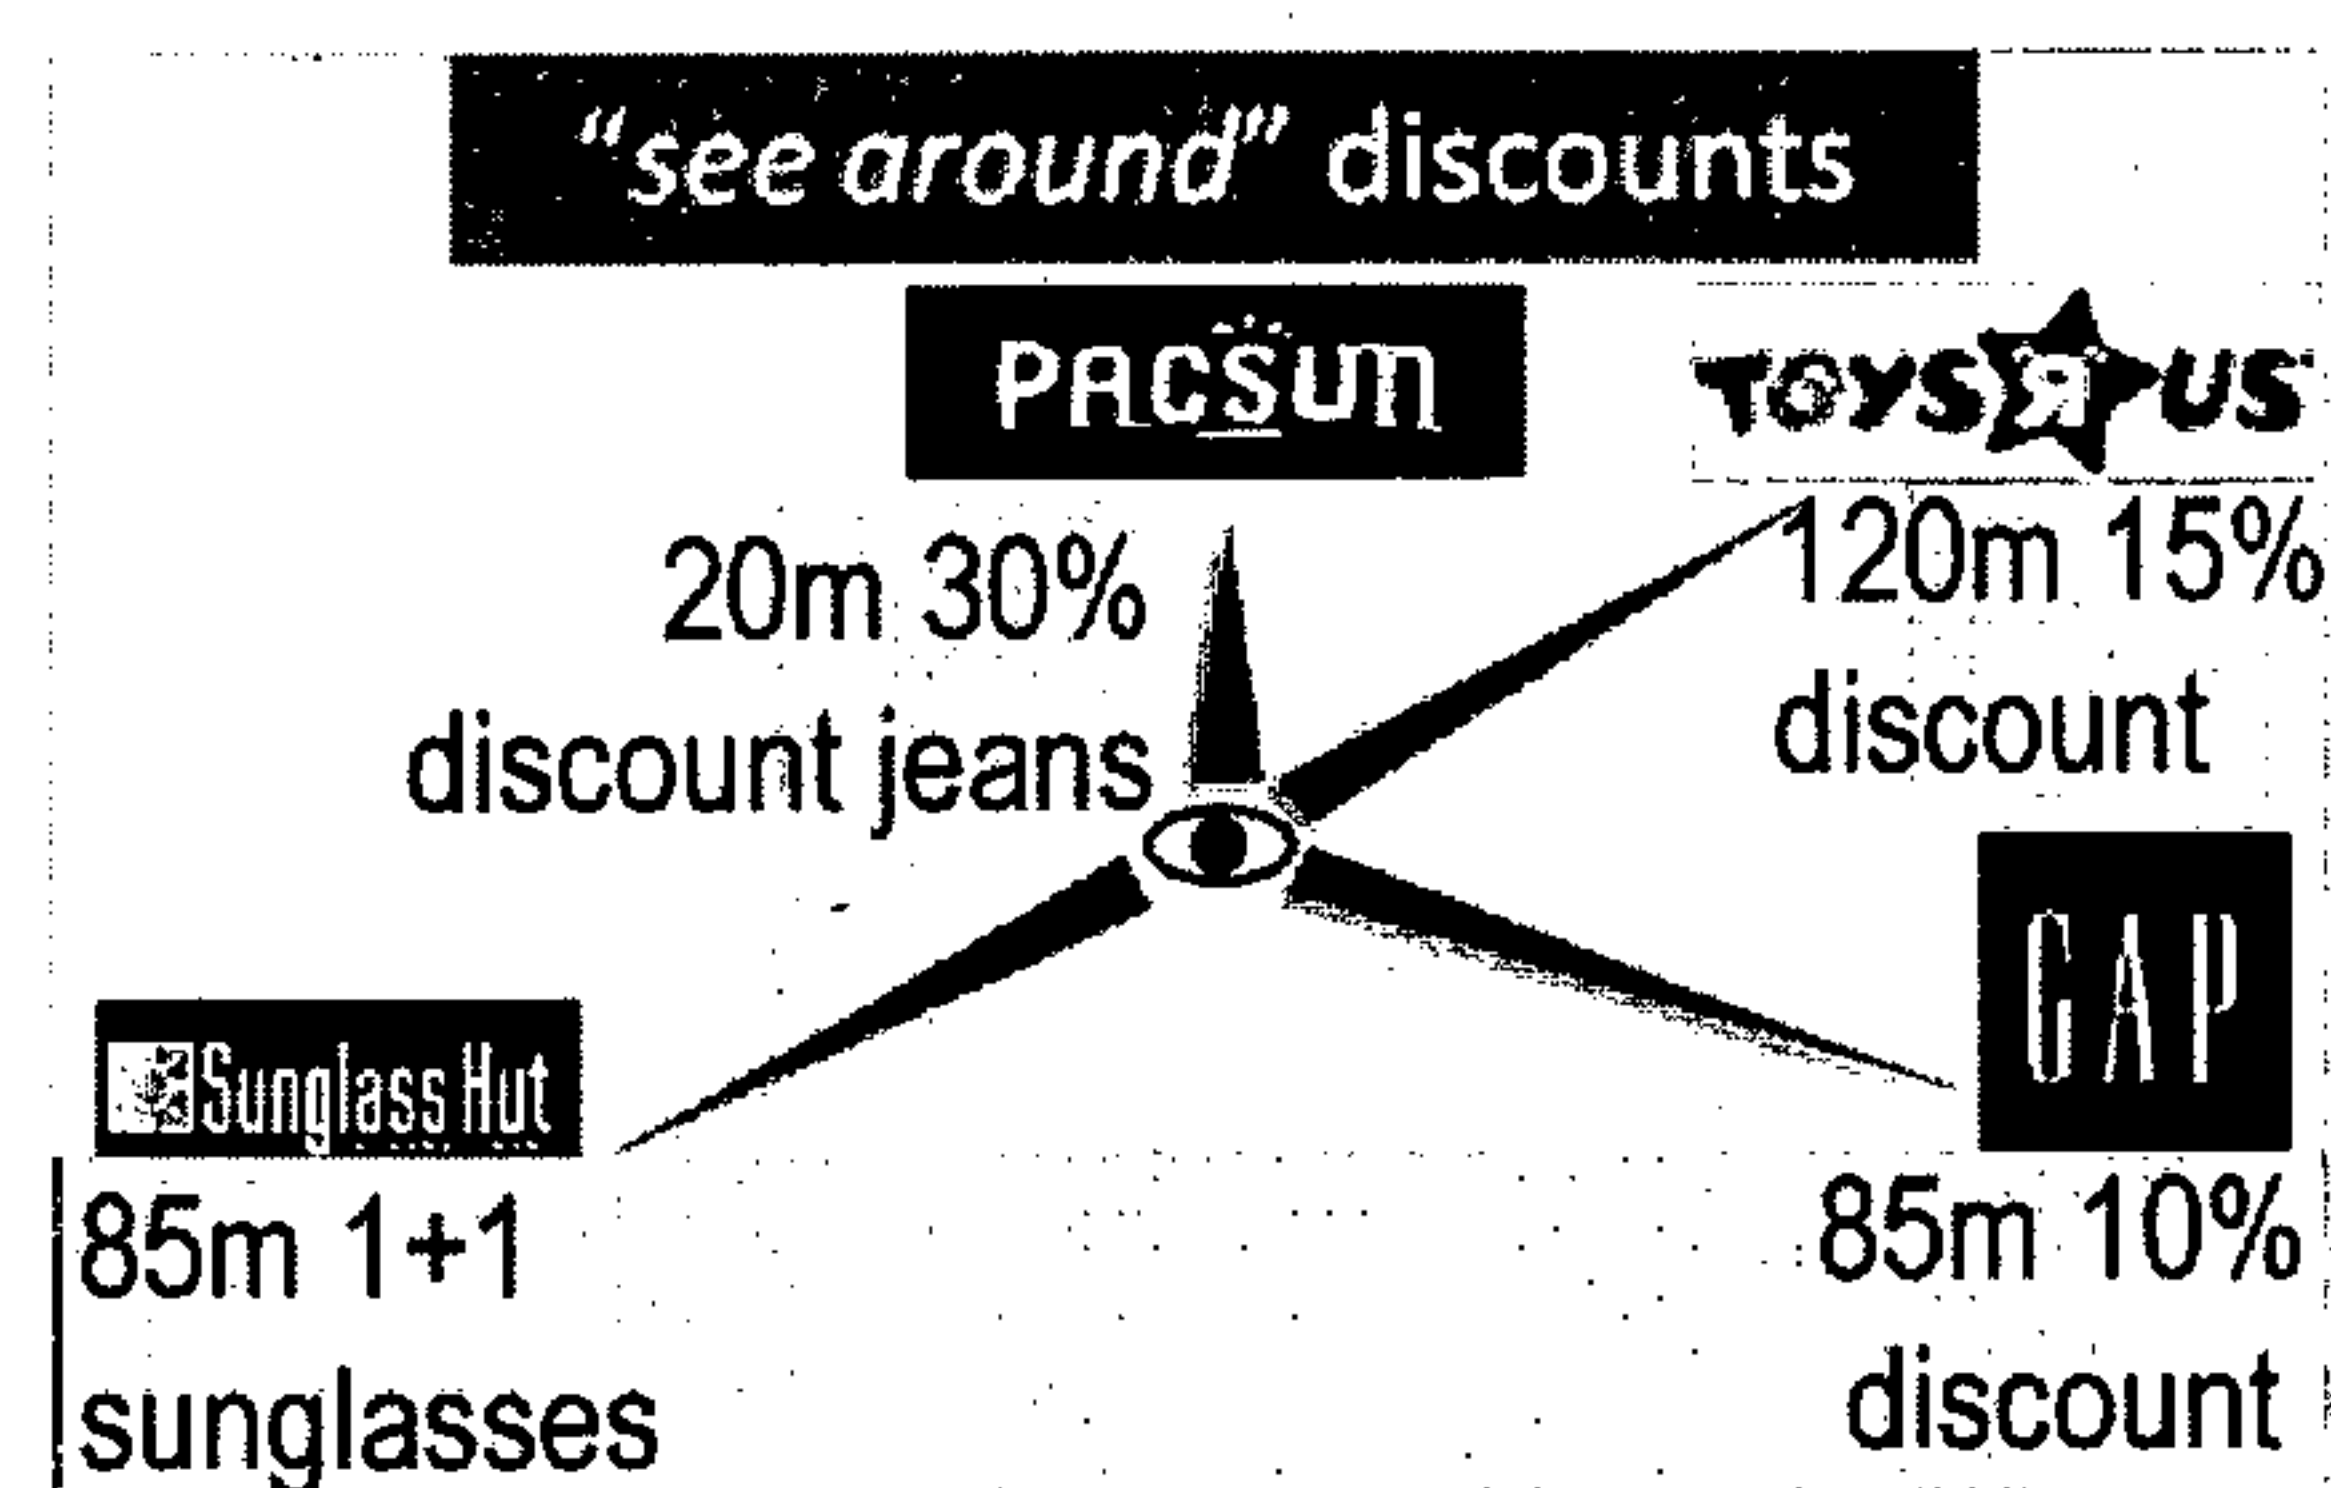 "see around" discounts
PACSUN
TOYS R US
20m 30%
discount jeans
120m 15%
discount
GAP
Sunglass Hut
85m 1+1
sunglasses
85m 10%
discount